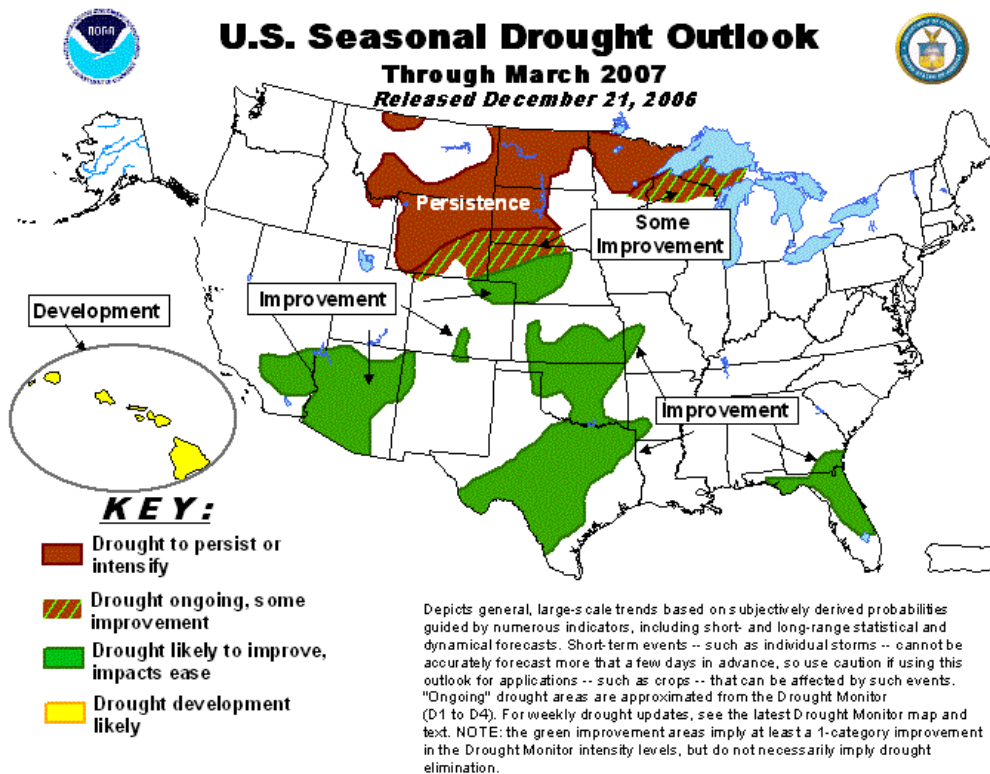 NOAA
U.S. Seasonal Drought Outlook
Through March 2007
Released December 21, 2006
Persistence
Some
Improvement
Improvement
Development
Improvement
KEY:
Drought to persist or
intensify
Drought ongoing, some
improvement
Drought likely to improve,
impacts ease
Drought development
likely
Depicts general, large-scale trends based on subjectively derived probabilities
guided by numerous indicators, including short- and long-range statistical and
dynamical forecasts. Short-term events -- such as individual storms -- cannot be
accurately forecast more that a few days in advance, so use caution if using this
outlook for applications -- such as crops -- that can be affected by such events.
"Ongoing" drought areas are approximated from the Drought Monitor
(D1 to D4). For weekly drought updates, see the latest Drought Monitor map and
text. NOTE: the green improvement areas imply at least a 1-category improvement
in the Drought Monitor intensity levels, but do not necessarily imply drought
elimination.